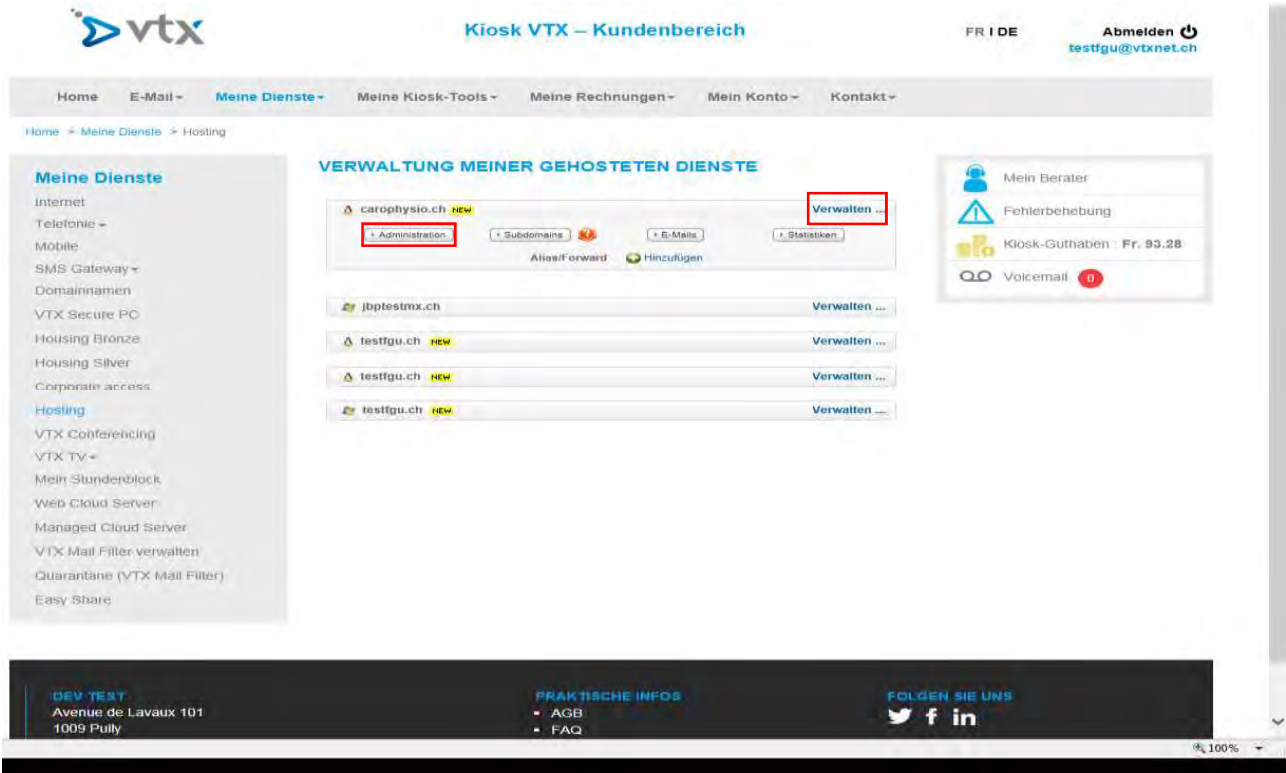 vtx
Kiosk VTX – Kundenbereich
FR I DE
Abmelden
testfgu@vtxnet.ch
Home E-Mail Meine Dienste Meine Kiosk-Tools Meine Rechnungen Mein Konto Kontakt
Home > Meine Dienste > Hosting
Meine Dienste
Internet
Telefonie
Mobile
SMS Gateway
Domainnamen
VTX Secure PC
Housing Bronze
Housing Silver
Corporate access
Hosting
VTX Conferencing
VTX TV
Mein Stundenblock
Web Cloud Server
Managed Cloud Server
VTX Mail Filter verwalten
Quarantäne (VTX Mail Filter)
Easy Share
VERWALTUNG MEINER GEHOSTETEN DIENSTE
carophysio.ch NEW Verwalten ...
Administration Subdomains E-Mails Statistiken
Alias/Forward Hinzufügen
jbptestmx.ch Verwalten ...
testfgu.ch NEW Verwalten ...
testfgu.ch NEW Verwalten ...
testfgu.ch NEW Verwalten ...
Mein Berater
Fehlerbehebung
Kiosk-Guthaben : Fr. 93.28
Voicemail 0
DEV TEST
Avenue de Lavaux 101
1009 Pully
PRAKTISCHE INFOS
AGB
FAQ
FOLGEN SIE UNS
100%